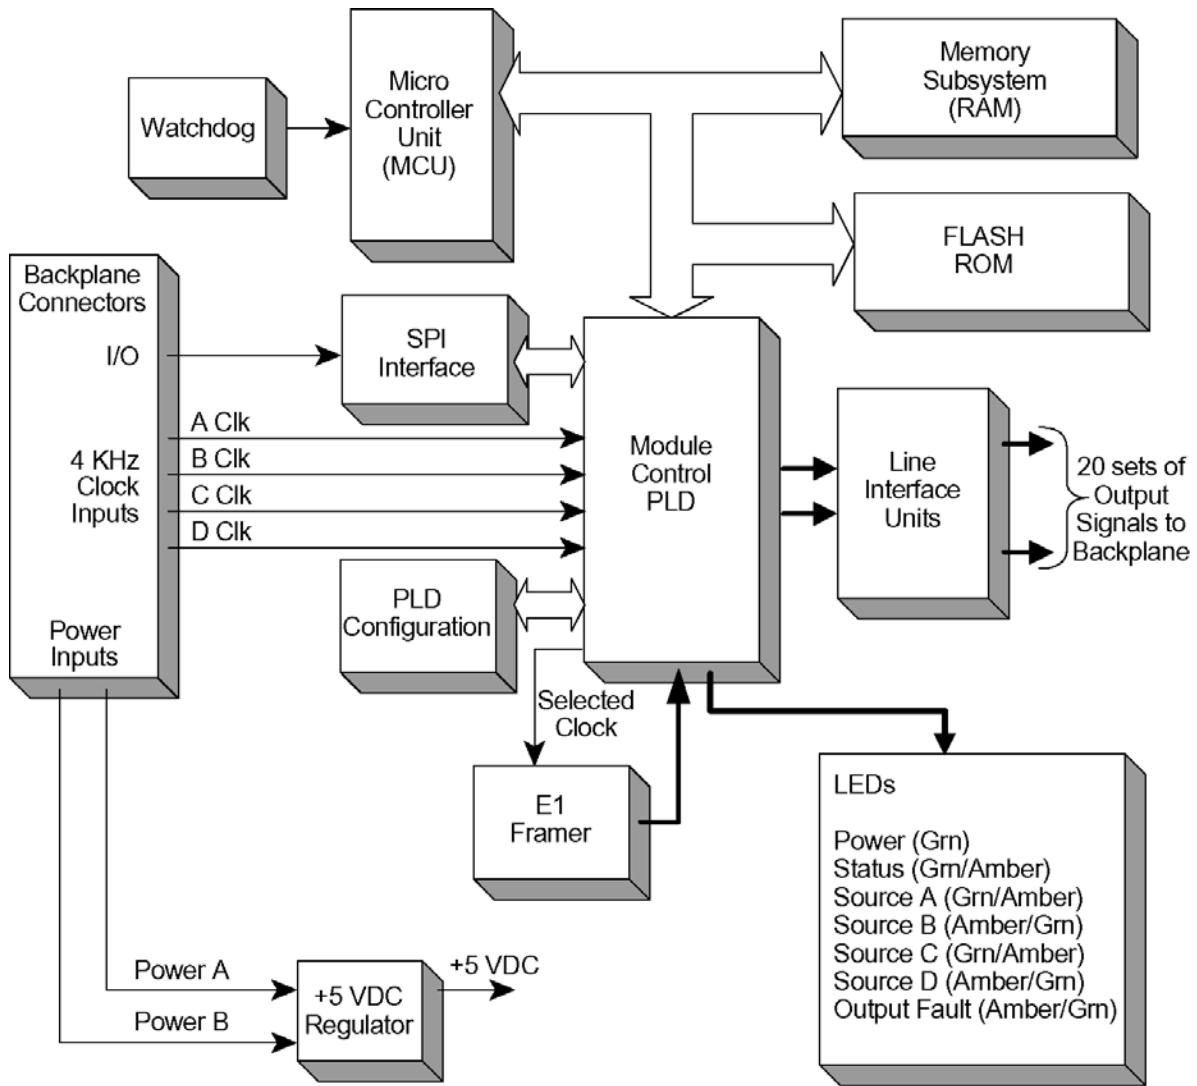 Micro
Controller
Unit
(MCU)
Memory
Subsystem
(RAM)
Watchdog
FLASH
ROM
Backplane
Connectors
I/O
4 KHz
Clock
Inputs
Power
Inputs
SPI
Interface
A Clk
B Clk
C Clk
D Clk
Module
Control
PLD
Line
Interface
Units
20 sets of
Output
Signals to
Backplane
PLD
Configuration
Selected
Clock
E1
Framer
LEDs
Power (Grn)
Status (Grn/Amber)
Source A (Grn/Amber)
Source B (Amber/Grn)
Source C (Grn/Amber)
Source D (Amber/Grn)
Output Fault (Amber/Grn)
Power A
Power B
+5 VDC
Regulator
+5 VDC